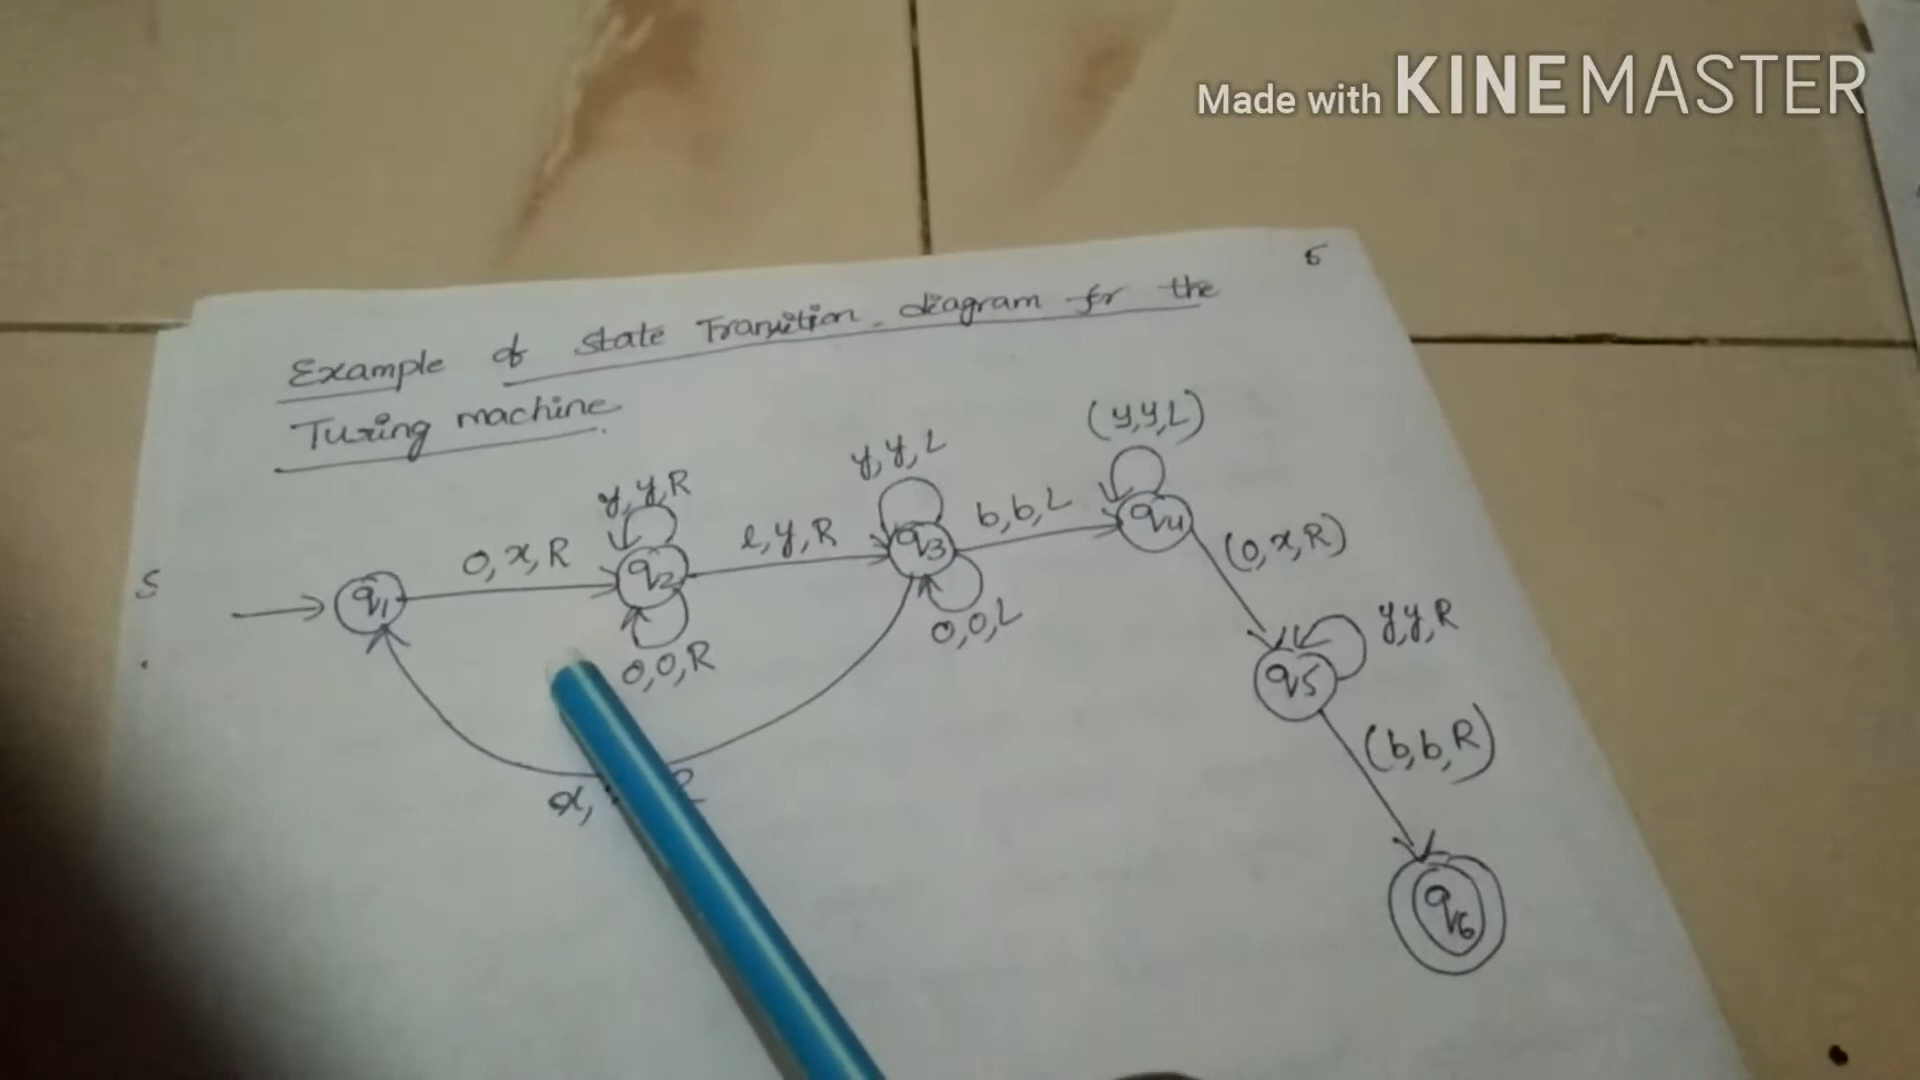 Made with KINEMASTER
5
Example of state Transition diagram for the
Turing machine.
(y,y,L)
y,y,L
y,y,R
b,b,L
0,x,R
l,y,R
(0,x,R)
S
q1
q2
q3
q4
0,0,R
0,0,L
y,y,R
q5
(b,b,R)
x,
q6